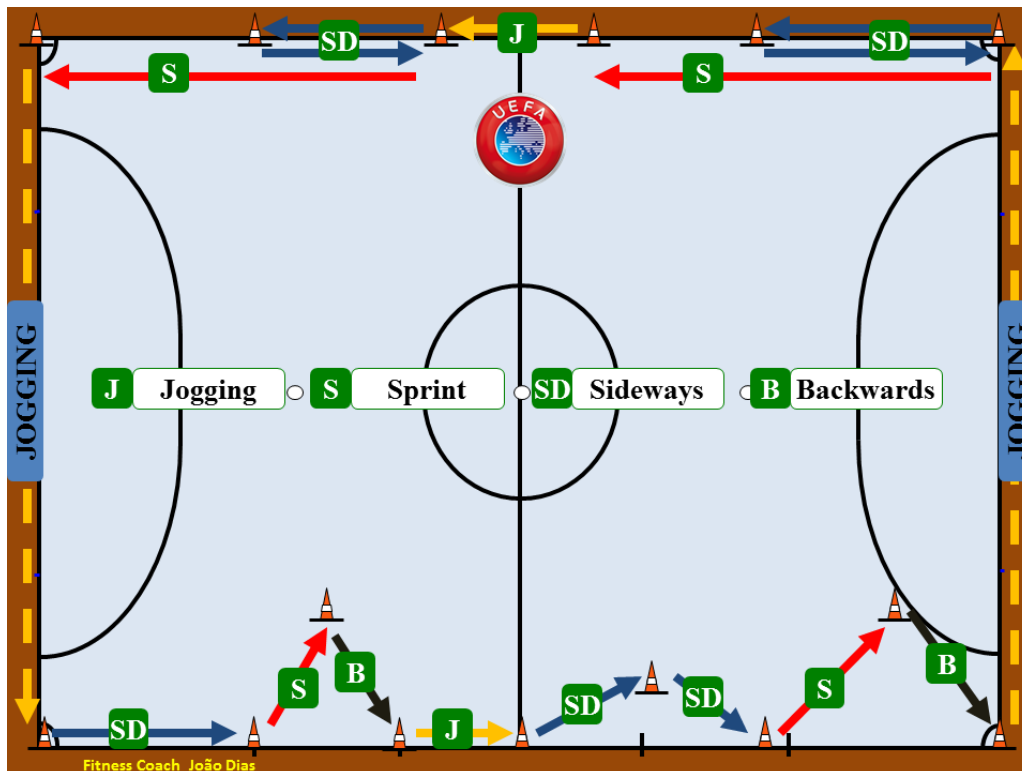 J
SD
SD
S
S
UEFA
JOGGING
JOGGING
J Jogging
S Sprint
SD Sideways
B Backwards
S
B
SD
J
SD
SD
S
B
Fitness Coach João Dias